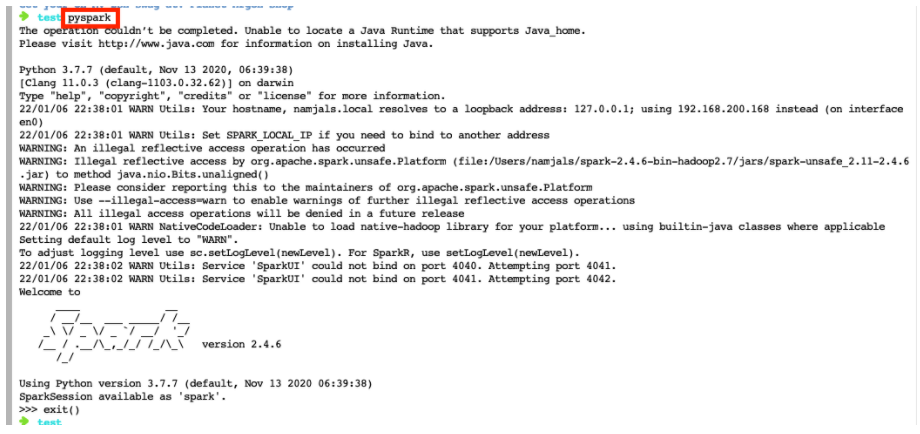 test pyspark
The operation couldn't be completed. Unable to locate a Java Runtime that supports Java_home.
Please visit http://www.java.com for information on installing Java.
Python 3.7.7 (default, Nov 13 2020, 06:39:38)
[Clang 11.0.3 (clang-1103.0.32.62)] on darwin
Type "help", "copyright", "credits" or "license" for more information.
22/01/06 22:38:01 WARN Utils: Your hostname, namjals.local resolves to a loopback address: 127.0.0.1; using 192.168.200.168 instead (on interface
en0)
22/01/06 22:38:01 WARN Utils: Set SPARK_LOCAL_IP if you need to bind to another address
WARNING: An illegal reflective access operation has occurred
WARNING: Illegal reflective access by org.apache.spark.unsafe.Platform (file:/Users/namjals/spark-2.4.6-bin-hadoop2.7/jars/spark-unsafe_2.11-2.4.6
.jar) to method java.nio.Bits.unaligned()
WARNING: Please consider reporting this to the maintainers of org.apache.spark.unsafe.Platform
WARNING: Use --illegal-access=warn to enable warnings of further illegal reflective access operations
WARNING: All illegal access operations will be denied in a future release
22/01/06 22:38:01 WARN NativeCodeLoader: Unable to load native-hadoop library for your platform... using builtin-java classes where applicable
Setting default log level to "WARN".
To adjust logging level use sc.setLogLevel(newLevel). For SparkR, use setLogLevel(newLevel).
22/01/06 22:38:02 WARN Utils: Service 'SparkUI' could not bind on port 4040. Attempting port 4041.
22/01/06 22:38:02 WARN Utils: Service 'SparkUI' could not bind on port 4041. Attempting port 4042.
Welcome to
Spark version 2.4.6
Using Python version 3.7.7 (default, Nov 13 2020 06:39:38)
SparkSession available as 'spark'.
>>> exit()
test